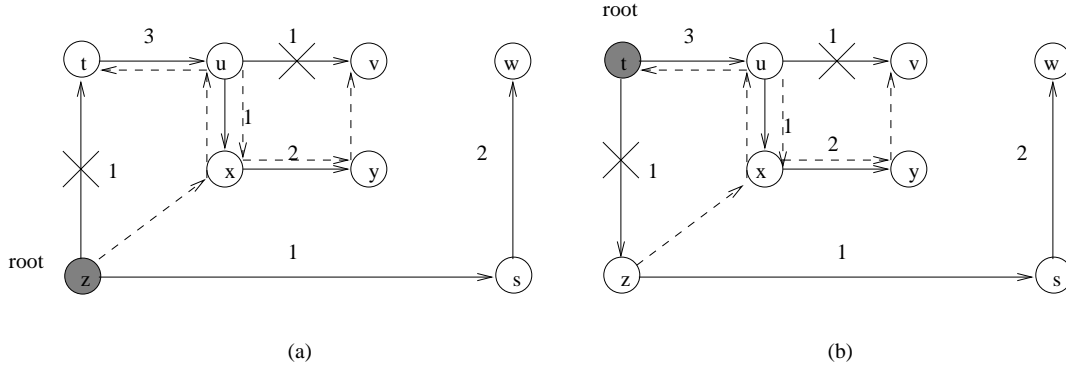 root
3 1 3 1
t u v w t u v w
1 2 1 2
2 2
x y x y
1 1
1 1
root z s z s
(a) (b)